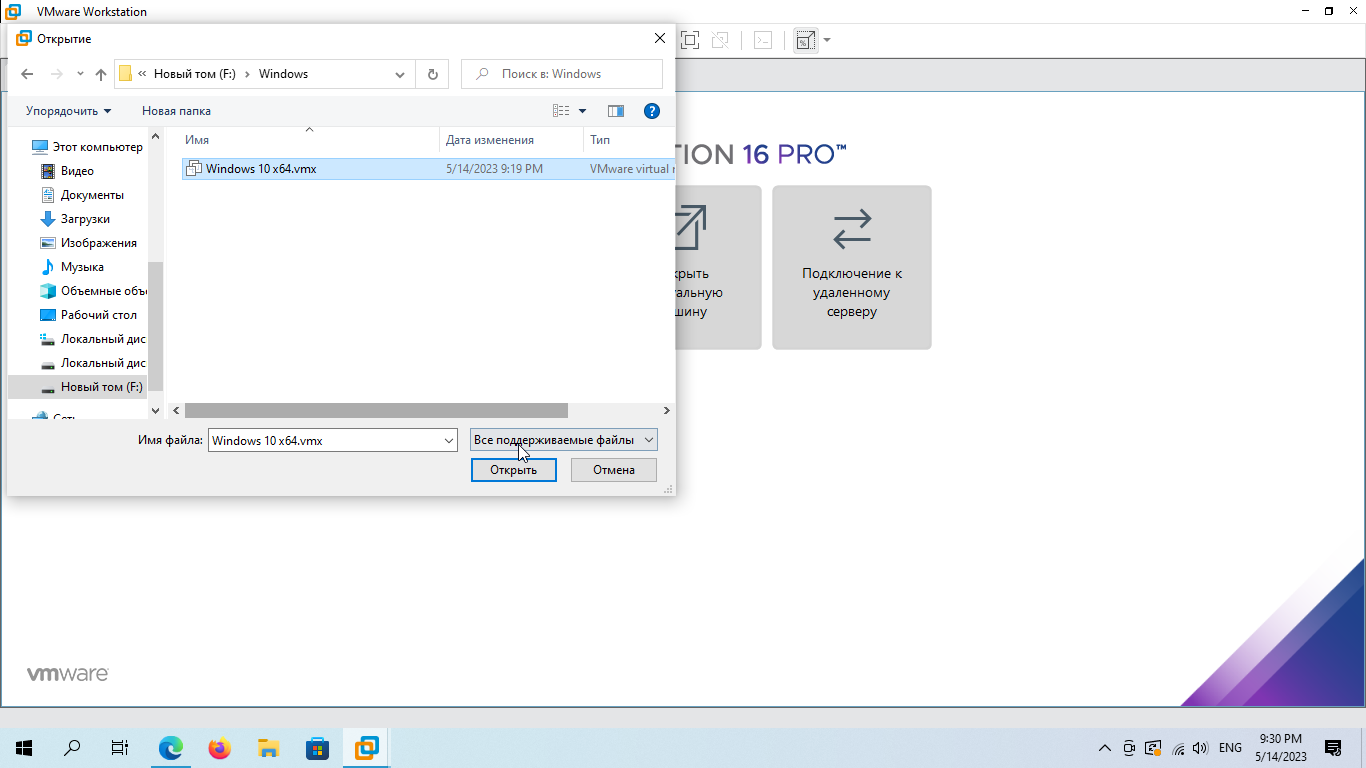 VMware Workstation
Открытие
« Новый том (F:) › Windows
Поиск в: Windows
Упорядочить
Новая папка
Имя
Дата изменения
Тип
Windows 10 x64.vmx
5/14/2023 9:19 PM
VMware virtual
Этот компьютер
Видео
Документы
Загрузки
Изображения
Музыка
Объемные объ
Рабочий стол
Локальный дис
Локальный дис
Новый том (F:)
Сеть
Имя файла:
Windows 10 x64.vmx
Все поддерживаемые файлы
Открыть
Отмена
TION 16 PRO™
крыть
уальную
шину
Подключение к
удаленному
серверу
vmware
ENG
9:30 PM
5/14/2023